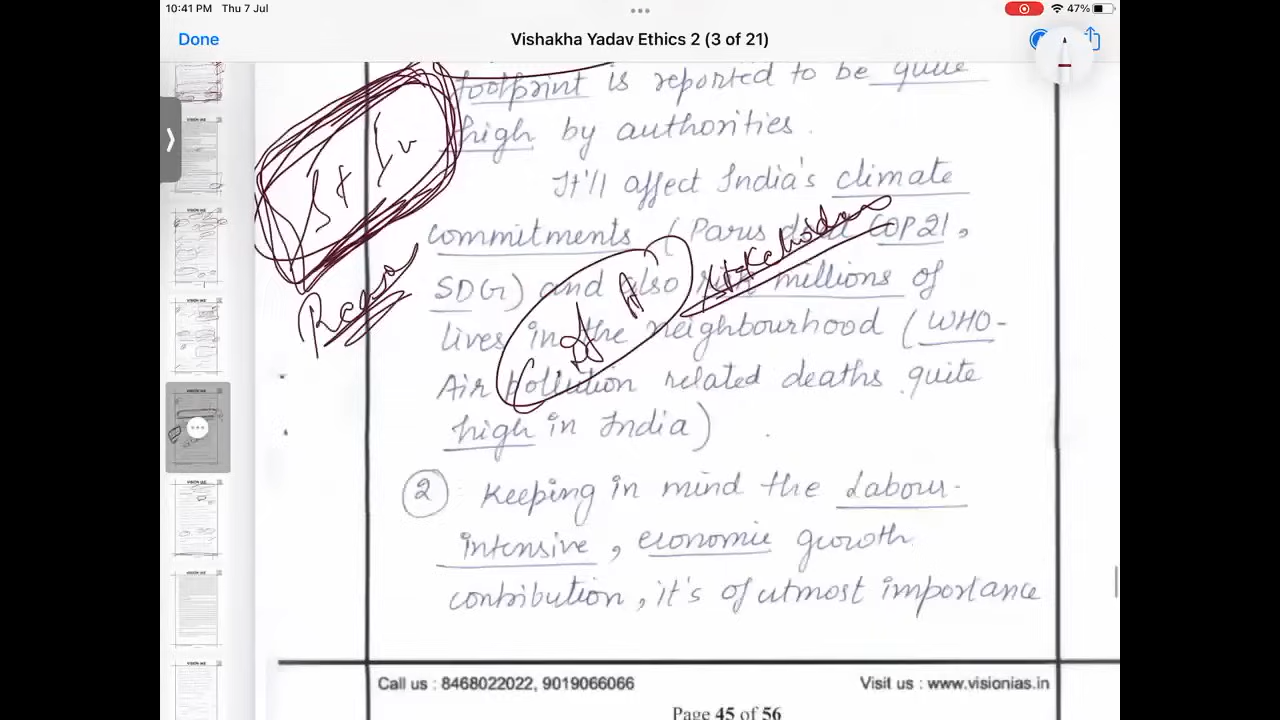 10:41 PM Thu 7 Jul
47%
Done
Vishakha Yadav Ethics 2 (3 of 21)
footprint is reported to be quite
high by authorities.
It'll affect India's climate
commitments (Paris deal COP21,
SDG) and also risk millions of
lives in the neighbourhood (WHO-
Air Pollution related deaths quite
high in India)
stakeholders
② Keeping in mind the labour-
intensive, economic growth
contribution, it's of utmost importance
Call us : 8468022022, 9019066066
Visit us : www.visionias.in
Page 45 of 56